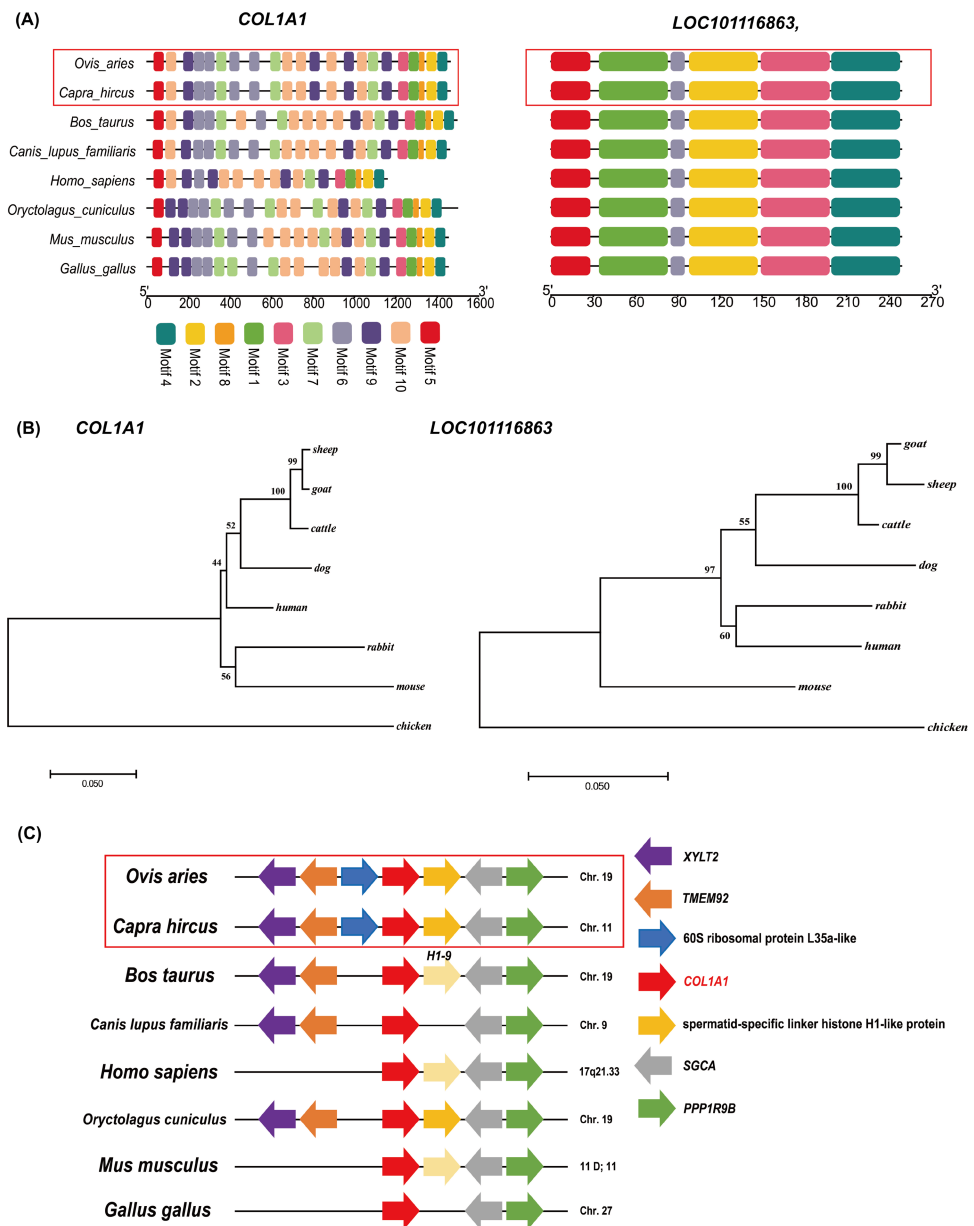 (A)
COL1A1
LOC101116863,
Ovis_aries
Capra_hircus
Bos_taurus
Canis_lupus_familiaris
Homo_sapiens
Oryctolagus_cuniculus
Mus_musculus
Gallus_gallus
5' 3'
0 200 400 600 800 1000 1200 1400 1600
5' 3'
0 30 60 90 120 150 180 210 240 270
Motif 4
Motif 2
Motif 8
Motif 1
Motif 3
Motif 7
Motif 6
Motif 9
Motif 10
Motif 5
(B)
COL1A1
sheep
99
goat
100
cattle
52
dog
44
human
rabbit
56
mouse
chicken
0.050
LOC101116863
goat
99
sheep
100
cattle
55
dog
97
rabbit
60
human
mouse
chicken
0.050
(C)
Ovis aries Chr. 19
Capra hircus Chr. 11
H1-9
Bos taurus Chr. 19
Canis lupus familiaris Chr. 9
Homo sapiens 17q21.33
Oryctolagus cuniculus Chr. 19
Mus musculus 11 D; 11
Gallus gallus Chr. 27
XYLT2
TMEM92
60S ribosomal protein L35a-like
COL1A1
spermatid-specific linker histone H1-like protein
SGCA
PPP1R9B